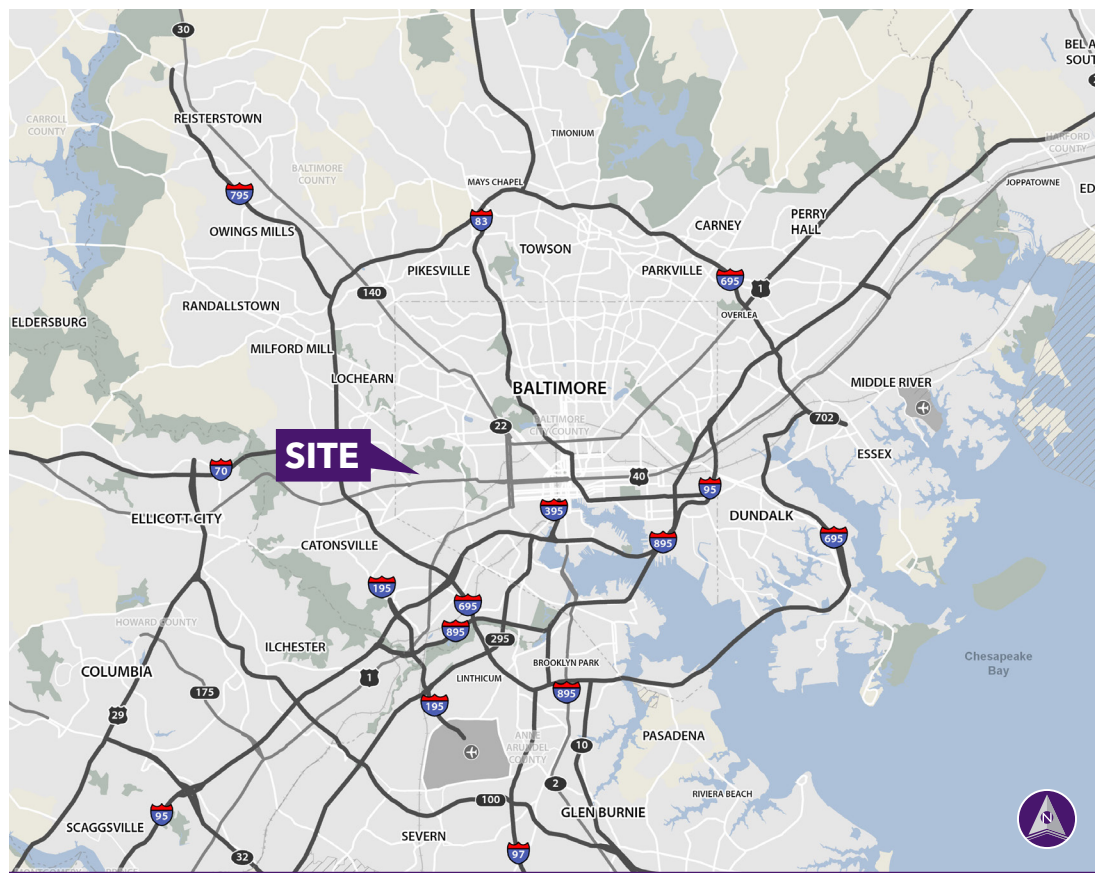 30
BEL A
SOUT
REISTERSTOWN
CARROLL
COUNTY
TIMONIUM
HARFORD
COUNTY
BALTIMORE
COUNTY
MAYS CHAPEL
JOPPATOWNE
ED
795
83
OWINGS MILLS
CARNEY
PERRY
HALL
TOWSON
PIKESVILLE
PARKVILLE
695
1
140
RANDALLSTOWN
OVERLEA
ELDERSBURG
MILFORD MILL
LOCHEARN
BALTIMORE
MIDDLE RIVER
BALTIMORE
CITY COUNTY
22
702
SITE
ESSEX
70
40
95
ELLICOTT CITY
395
DUNDALK
CATONSVILLE
895
695
195
695
HOWARD COUNTY
895
295
ILCHESTER
COLUMBIA
BROOKLYN PARK
Chesapeake
Bay
1
LINTHICUM
175
895
195
29
ANNE
ARUNDEL
COUNTY
PASADENA
10
2
RIVIERA BEACH
100
95
GLEN BURNIE
N
SCAGGSVILLE
SEVERN
32
97